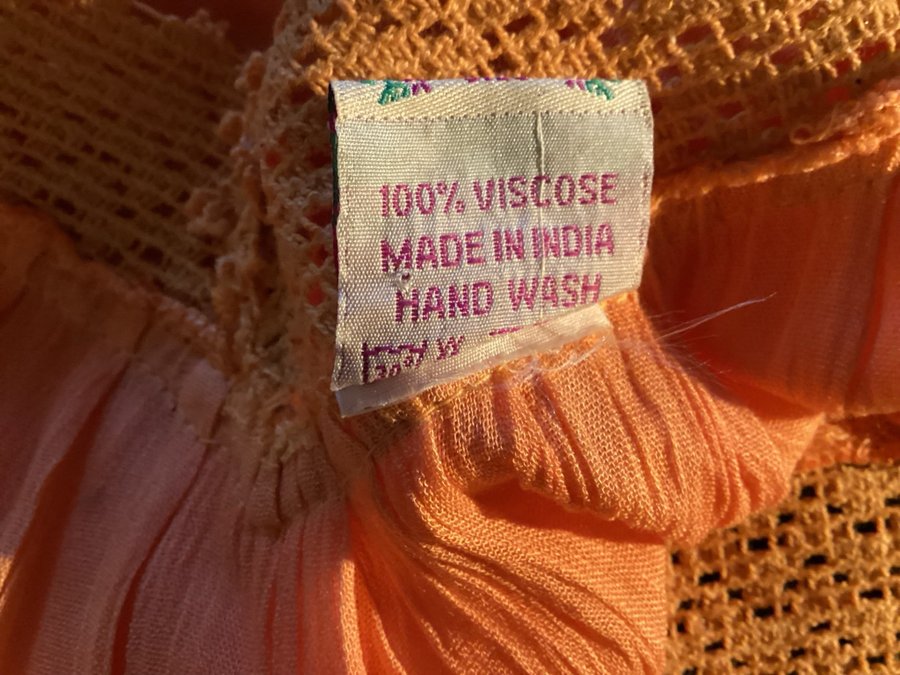 100% VISCOSE
MADE IN INDIA
HAND WASH